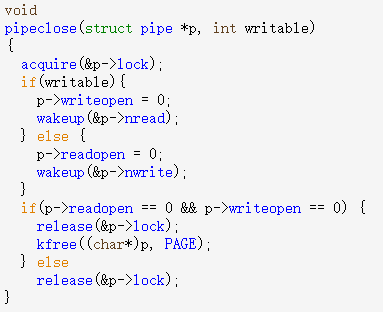 void
pipeclose(struct pipe *p, int writable)
{
  acquire(&p->lock);
  if(writable){
    p->writeopen = 0;
    wakeup(&p->nread);
  } else {
    p->readopen = 0;
    wakeup(&p->nwrite);
  }
  if(p->readopen == 0 && p->writeopen == 0) {
    release(&p->lock);
    kfree((char*)p, PAGE);
  } else
    release(&p->lock);
}